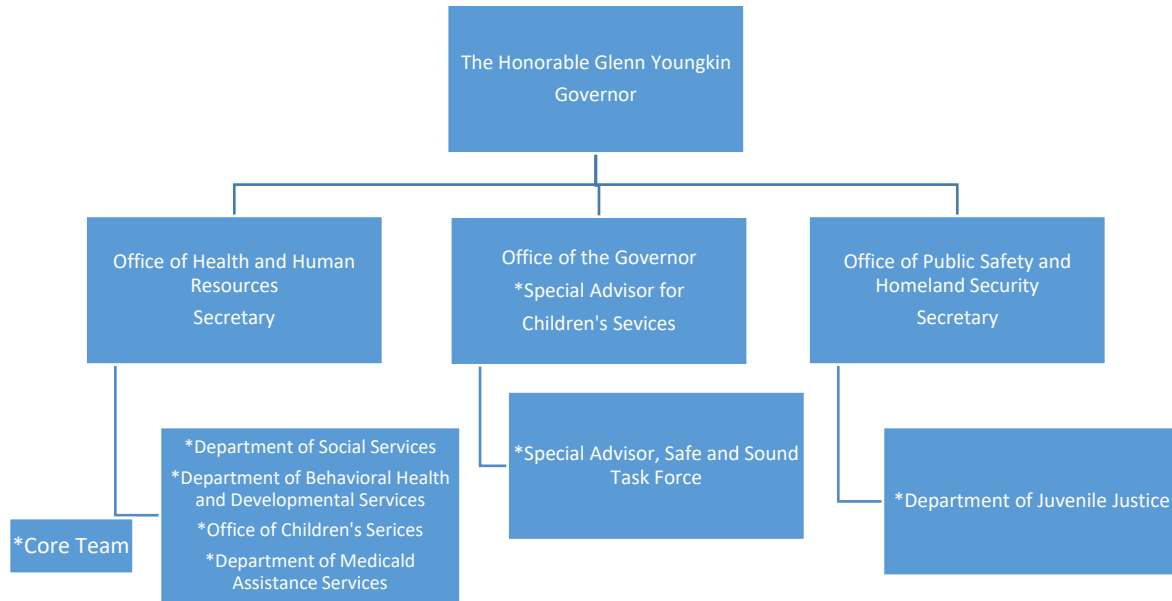 The Honorable Glenn Youngkin
Governor
Office of Health and Human
Resources
Secretary
Office of the Governor
*Special Advisor for
Children's Sevices
Office of Public Safety and
Homeland Security
Secretary
*Department of Social Services
*Department of Behavioral Health
and Developmental Services
*Office of Children's Serices
*Department of Medicald
Assistance Services
*Special Advisor, Safe and Sound
Task Force
*Department of Juvenile Justice
*Core Team